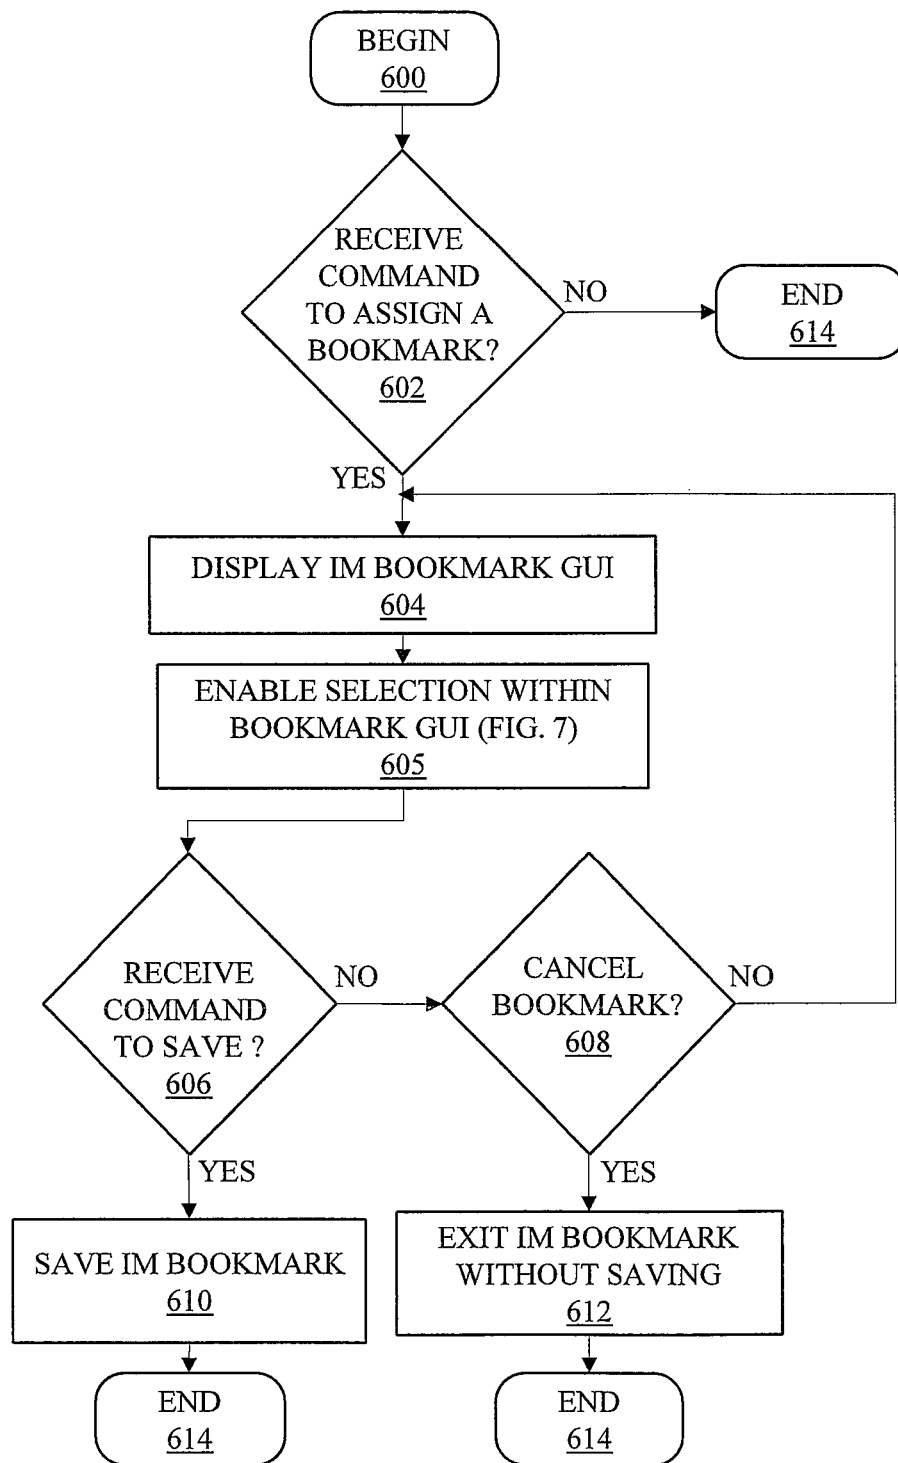 BEGIN
600
RECEIVE
COMMAND
TO ASSIGN A
BOOKMARK?
602
NO
END
614
YES
DISPLAY IM BOOKMARK GUI
604
ENABLE SELECTION WITHIN
BOOKMARK GUI (FIG. 7)
605
RECEIVE
COMMAND
TO SAVE ?
606
NO
CANCEL
BOOKMARK?
608
NO
YES
YES
SAVE IM BOOKMARK
610
EXIT IM BOOKMARK
WITHOUT SAVING
612
END
614
END
614